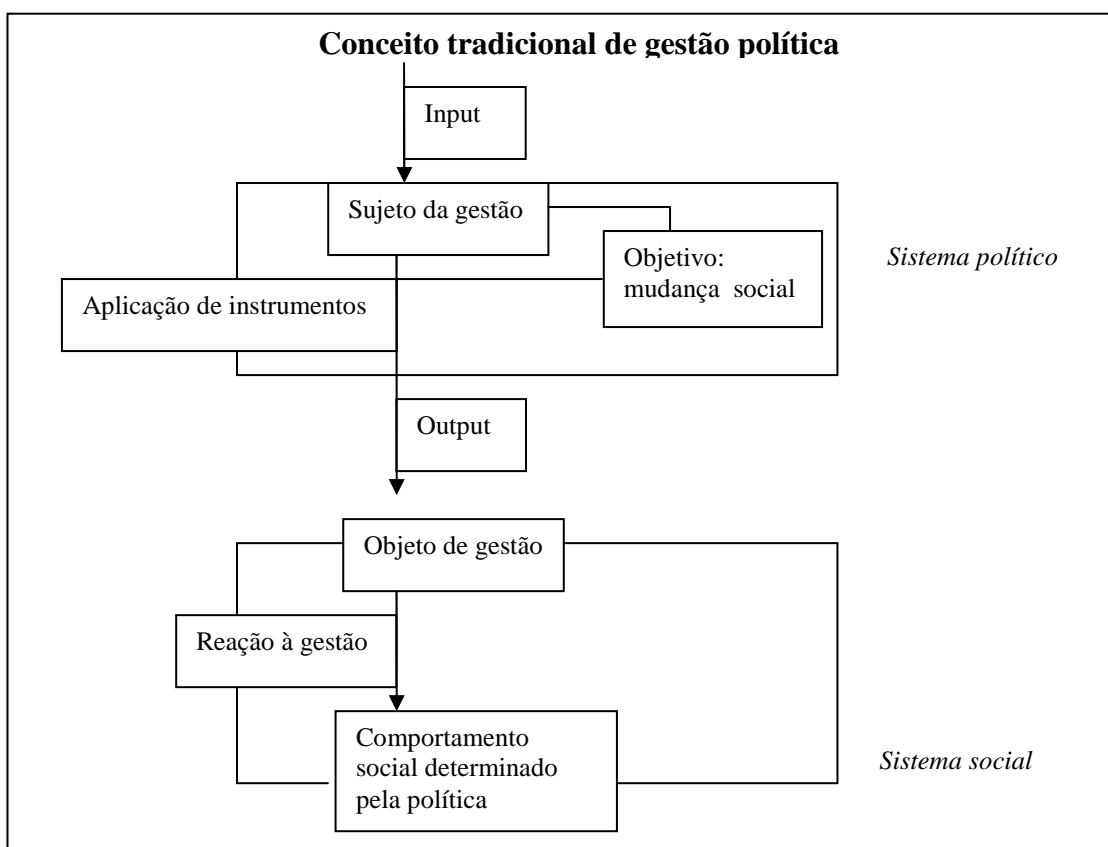 Conceito tradicional de gestão política
Input
Sujeto da gestão
Objetivo:
mudança social
Sistema político
Aplicação de instrumentos
Output
Objeto de gestão
Reação à gestão
Comportamento
social determinado
pela política
Sistema social